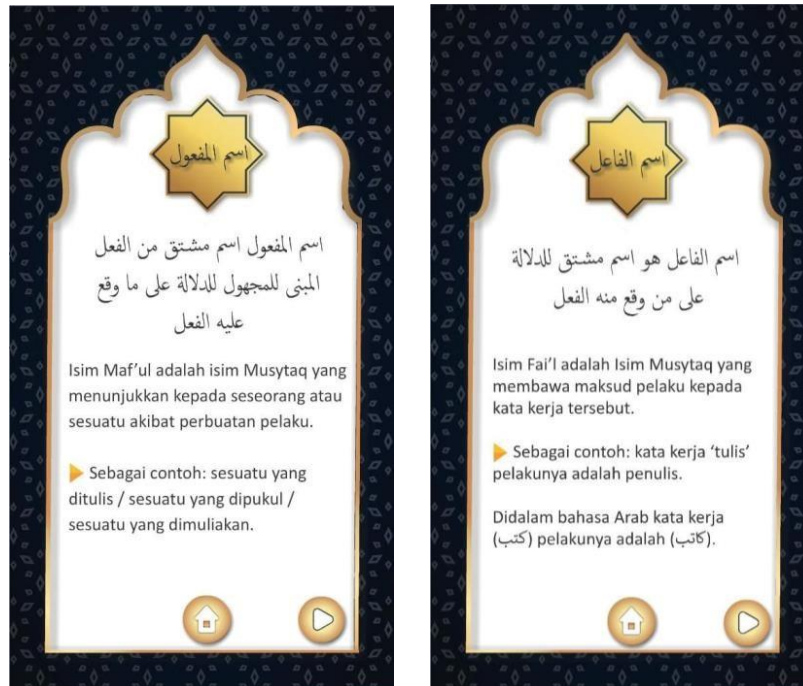 اسم المفعول
اسم المفعول اسم مشتق من الفعل
المبنى للمجهول للدلالة على ما وقع
عليه الفعل
Isim Maf'ul adalah isim Musytaq yang
menunjukkan kepada seseorang atau
sesuatu akibat perbuatan pelaku.
Sebagai contoh: sesuatu yang
ditulis / sesuatu yang dipukul /
sesuatu yang dimuliakan.
اسم الفاعل
اسم الفاعل هو اسم مشتق للدلالة
على من وقع منه الفعل
Isim Fai'l adalah Isim Musytaq yang
membawa maksud pelaku kepada
kata kerja tersebut.
Sebagai contoh: kata kerja 'tulis'
pelakunya adalah penulis.
Didalam bahasa Arab kata kerja
(كتب) pelakunya adalah (كاتب).